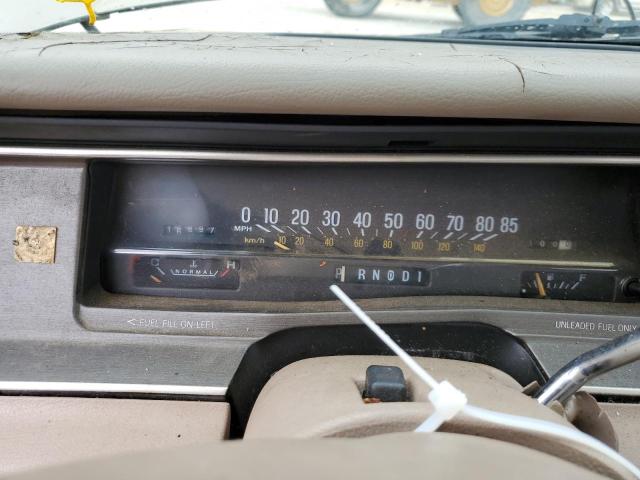 0 10 20 30 40 50 60 70 80 85
MPH
km/h 10 20 40 60 80 100 120 140
C H
NORMAL
P R N D D 1
F
< FUEL FILL ON LEFT
UNLEADED FUEL ONLY